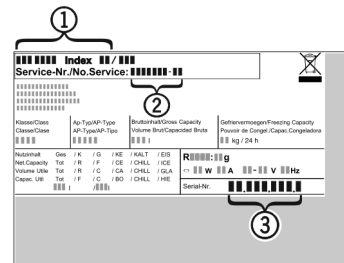 1
Index /
Service-Nr./No.Service: -
2
Klasse/Class
Classe/Clase
Ap-Typ/AP-Type
AP-Type/AP-Tipo
Bruttoinhalt/Gross Capacity
Volume Brut/Capacidad Bruta
l
Gefriervermoegen/Freezing Capacity
Pouvoir de Congel./Capac.Congeladora
kg / 24 h
Nutzinhalt Ges / K / G / KE / KALT / EIS
Net.Capacity Tot / R / F / CE / CHILL / ICE
Volume Utile Tot / R / C / CA / CHILL / GLA
Capac. Util Tot / F / C / BO / CHILL / HIE
l / l
R : g
W A - V Hz
Serial-Nr. . . .
3